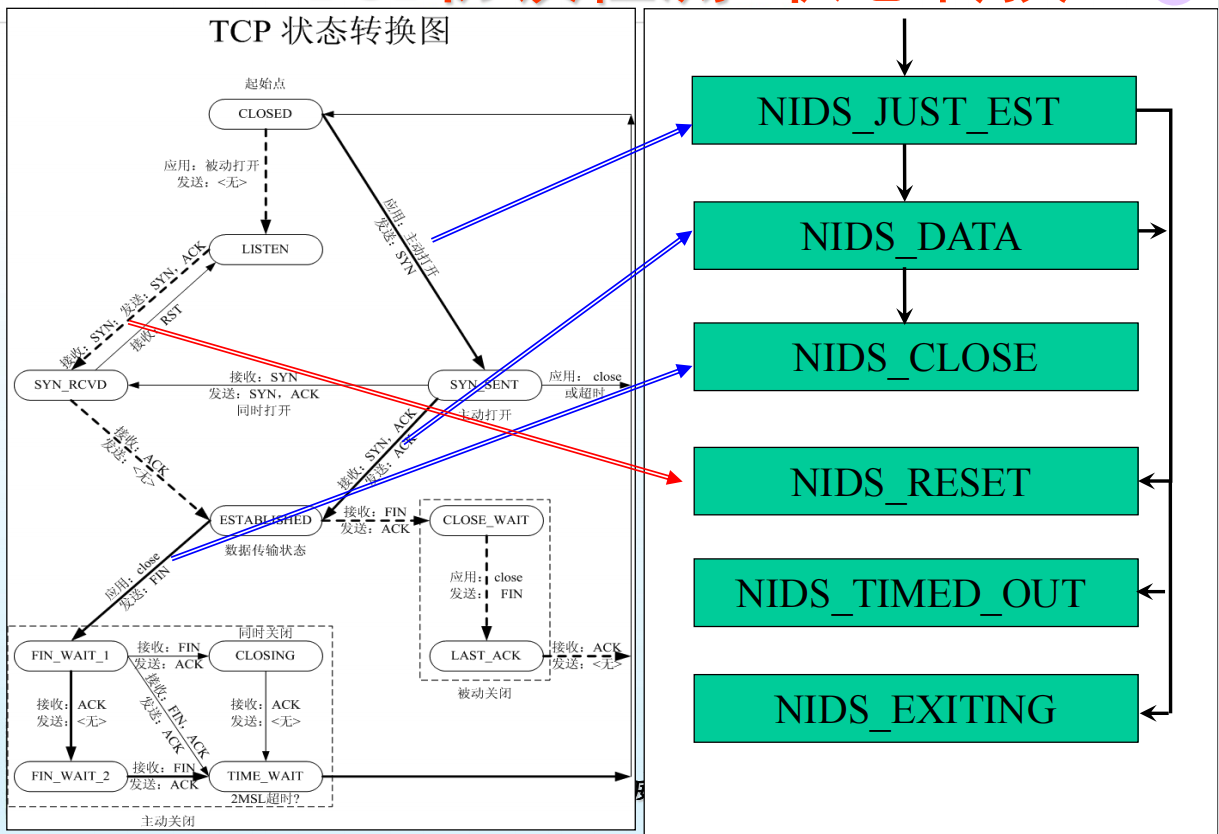 TCP 状态转换图
起始点
CLOSED
应用：被动打开
发送：<无>
应用：主动打开
发送：SYN
LISTEN
接收：SYN；发送：SYN，ACK
接收：RST
SYN_RCVD
接收：SYN
发送：SYN，ACK
同时打开
SYN_SENT
主动打开
应用：close
或超时
接收：ACK
发送：<无>
接收：SYN，ACK
发送：ACK
ESTABLISHED
数据传输状态
接收：FIN
发送：ACK
CLOSE_WAIT
应用：close
发送：FIN
应用：close
发送：FIN
LAST_ACK
接收：ACK
发送：<无>
被动关闭
同时关闭
FIN_WAIT_1
接收：FIN
发送：ACK
CLOSING
接收：ACK
发送：<无>
接收：FIN，ACK
发送：ACK
接收：ACK
发送：<无>
FIN_WAIT_2
接收：FIN
发送：ACK
TIME_WAIT
2MSL超时?
主动关闭
NIDS_JUST_EST
NIDS_DATA
NIDS_CLOSE
NIDS_RESET
NIDS_TIMED_OUT
NIDS_EXITING